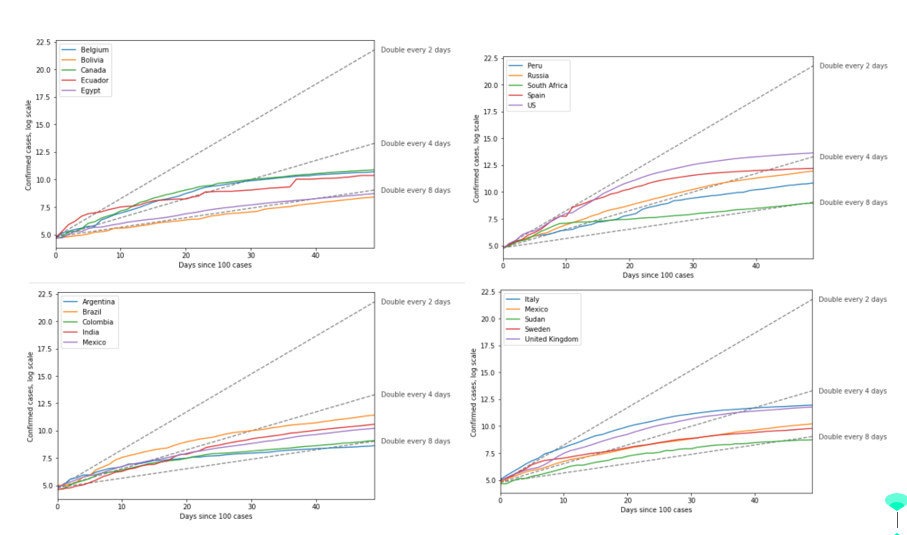 22.5
20.0
17.5
15.0
12.5
10.0
7.5
5.0
Confirmed cases, log scale
Belgium
Bolivia
Canada
Ecuador
Egypt
Double every 2 days
Double every 4 days
Double every 8 days
0 10 20 30 40
Days since 100 cases
22.5
20.0
17.5
15.0
12.5
10.0
7.5
5.0
Confirmed cases, log scale
Peru
Russia
South Africa
Spain
US
Double every 2 days
Double every 4 days
Double every 8 days
0 10 20 30 40
Days since 100 cases
22.5
20.0
17.5
15.0
12.5
10.0
7.5
5.0
Confirmed cases, log scale
Argentina
Brazil
Colombia
India
Mexico
Double every 2 days
Double every 4 days
Double every 8 days
0 10 20 30 40
Days since 100 cases
22.5
20.0
17.5
15.0
12.5
10.0
7.5
5.0
Confirmed cases, log scale
Italy
Mexico
Sudan
Sweden
United Kingdom
Double every 2 days
Double every 4 days
Double every 8 days
0 10 20 30 40
Days since 100 cases